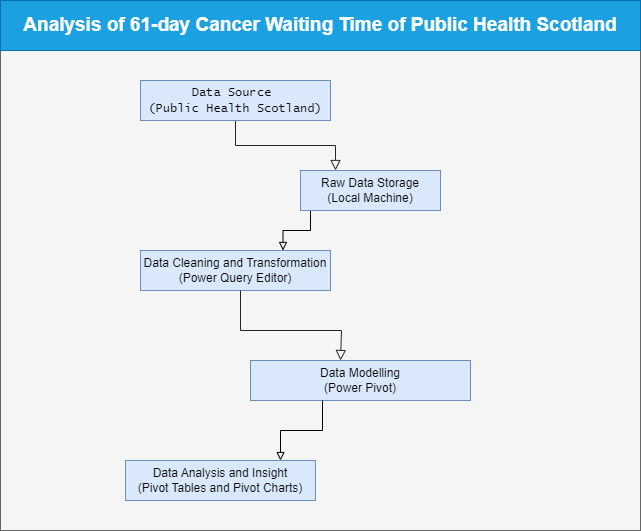 Analysis of 61-day Cancer Waiting Time of Public Health Scotland
Data Source
(Public Health Scotland)
Raw Data Storage
(Local Machine)
Data Cleaning and Transformation
(Power Query Editor)
Data Modelling
(Power Pivot)
Data Analysis and Insight
(Pivot Tables and Pivot Charts)